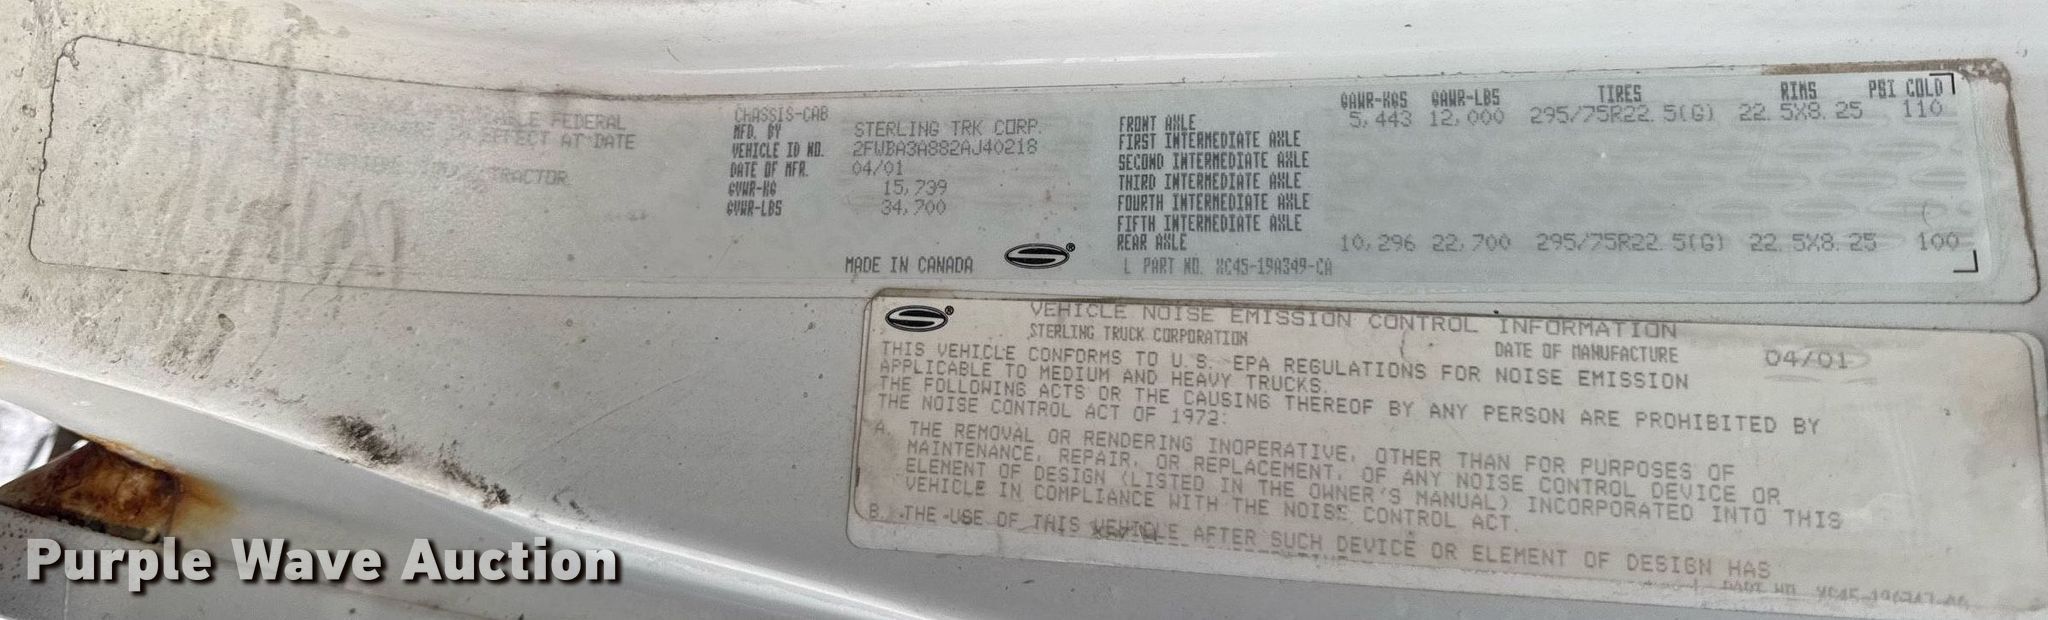 FEDERAL
EFFECT AT DATE
TRACTOR
CHASSIS-CAB
MFD. BY STERLING TRK CORP.
VEHICLE ID NO. 2FWBA3A882AJ40218
DATE OF MFR. 04/01
GVWR-KG 15,739
GVWR-LBS 34,700
MADE IN CANADA
GAWR-KGS GAWR-LBS TIRES RIMS PSI COLD
FRONT AXLE 5,443 12,000 295/75R22.5(G) 22.5X8.25 110
FIRST INTERMEDIATE AXLE
SECOND INTERMEDIATE AXLE
THIRD INTERMEDIATE AXLE
FOURTH INTERMEDIATE AXLE
FIFTH INTERMEDIATE AXLE
REAR AXLE 10,296 22,700 295/75R22.5(G) 22.5X8.25 100
L PART NO. XC45-19A349-CA
VEHICLE NOISE EMISSION CONTROL INFORMATION
STERLING TRUCK CORPORATION
DATE OF MANUFACTURE 04/01
THIS VEHICLE CONFORMS TO U.S. EPA REGULATIONS FOR NOISE EMISSION
APPLICABLE TO MEDIUM AND HEAVY TRUCKS.
THE FOLLOWING ACTS OR THE CAUSING THEREOF BY ANY PERSON ARE PROHIBITED BY
THE NOISE CONTROL ACT OF 1972:
A. THE REMOVAL OR RENDERING INOPERATIVE, OTHER THAN FOR PURPOSES OF
MAINTENANCE, REPAIR, OR REPLACEMENT, OF ANY NOISE CONTROL DEVICE OR
ELEMENT OF DESIGN (LISTED IN THE OWNER'S MANUAL) INCORPORATED INTO THIS
VEHICLE IN COMPLIANCE WITH THE NOISE CONTROL ACT.
B. THE USE OF THIS VEHICLE AFTER SUCH DEVICE OR ELEMENT OF DESIGN HAS
PART NO
Purple Wave Auction